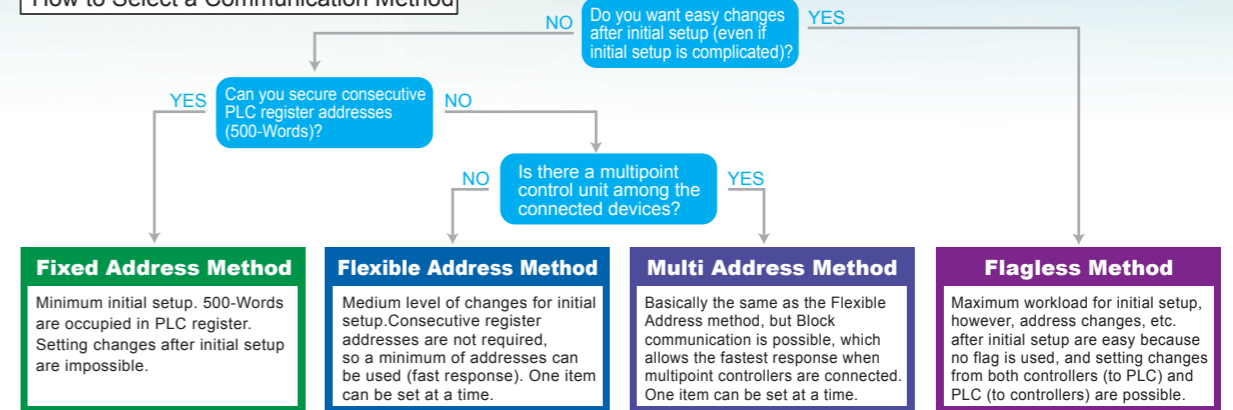 How to Select a Communication Method
Do you want easy changes
after initial setup (even if
initial setup is complicated)?
NO
YES
Can you secure consecutive
PLC register addresses
(500-Words)?
YES
NO
Is there a multipoint
control unit among the
connected devices?
NO
YES
Fixed Address Method
Minimum initial setup. 500-Words
are occupied in PLC register.
Setting changes after initial setup
are impossible.
Flexible Address Method
Medium level of changes for initial
setup.Consecutive register
addresses are not required,
so a minimum of addresses can
be used (fast response). One item
can be set at a time.
Multi Address Method
Basically the same as the Flexible
Address method, but Block
communication is possible, which
allows the fastest response when
multipoint controllers are connected.
One item can be set at a time.
Flagless Method
Maximum workload for initial setup,
however, address changes, etc.
after initial setup are easy because
no flag is used, and setting changes
from both controllers (to PLC) and
PLC (to controllers) are possible.